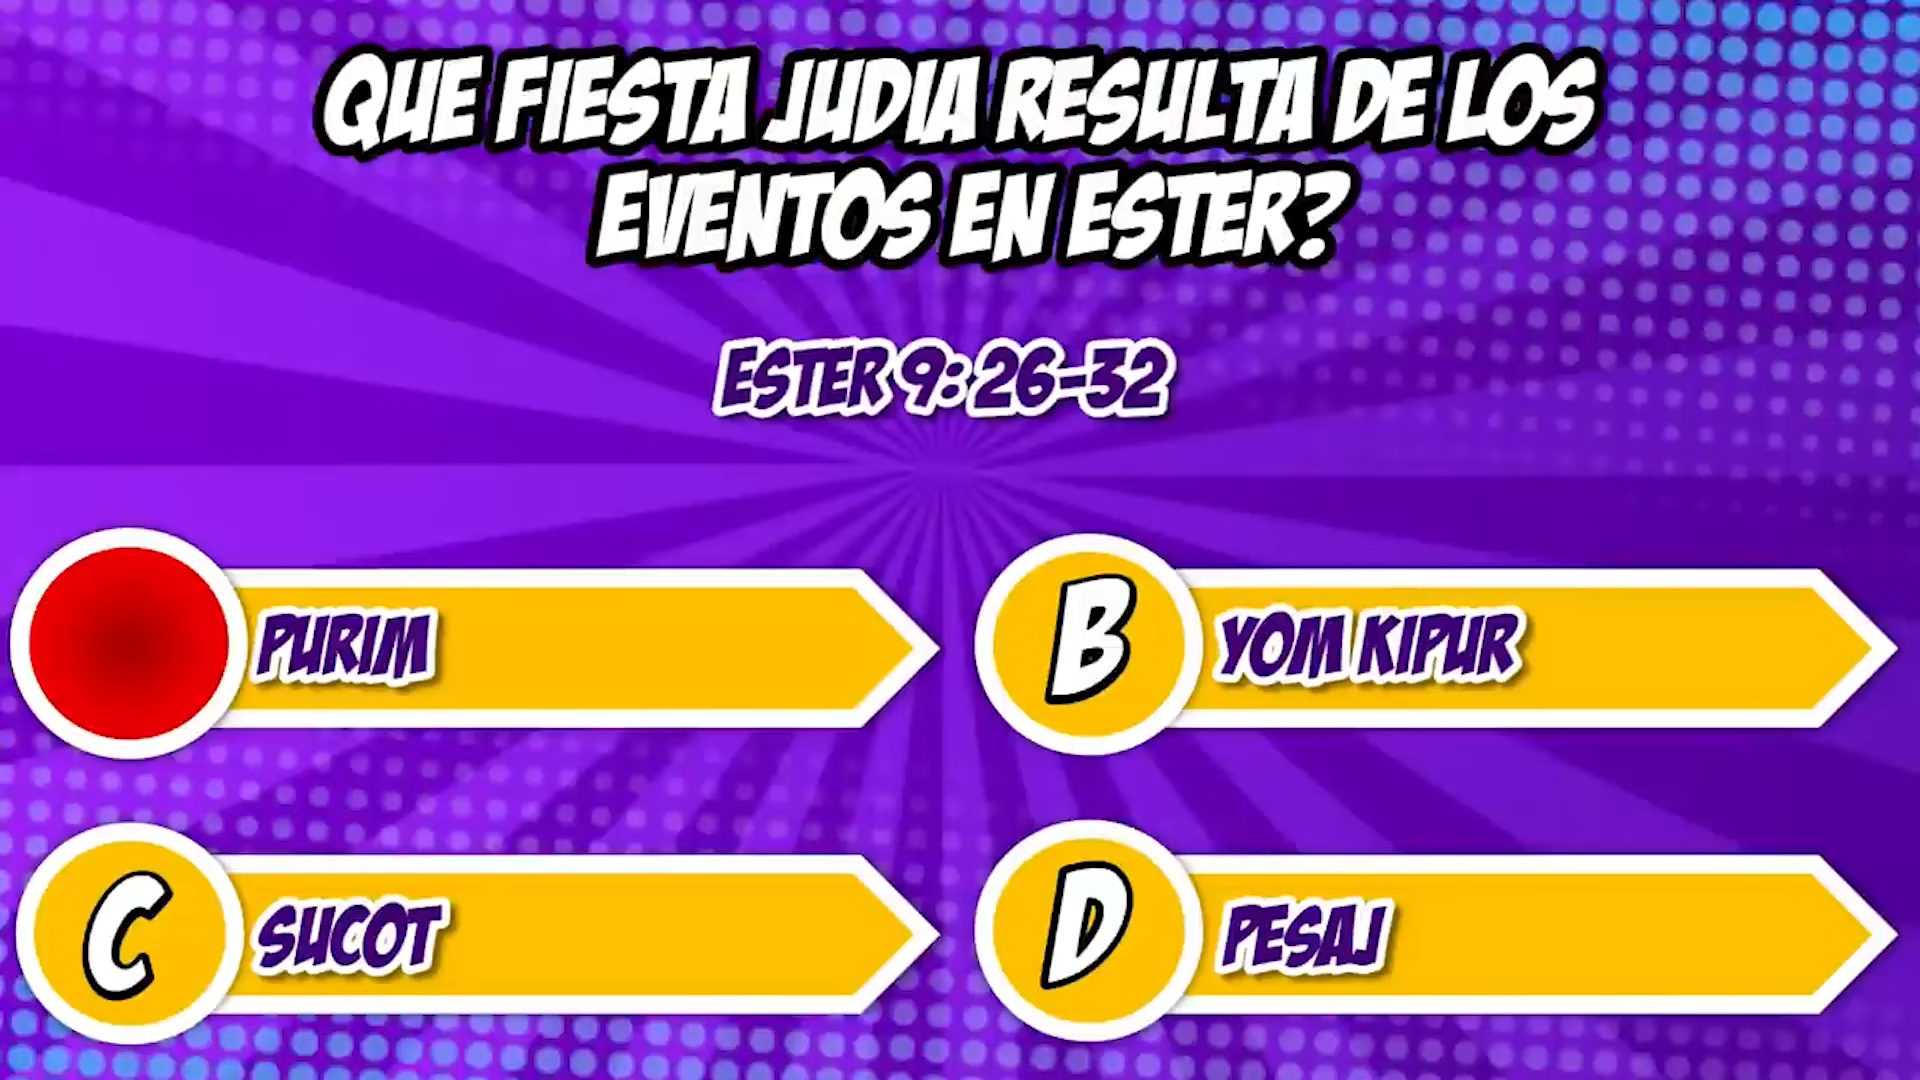 QUE FIESTA JUDIA RESULTA DE LOS
EVENTOS EN ESTER?
ESTER 9: 26-32
PURIM
B YOM KIPUR
C SUCOT
D PESAJ